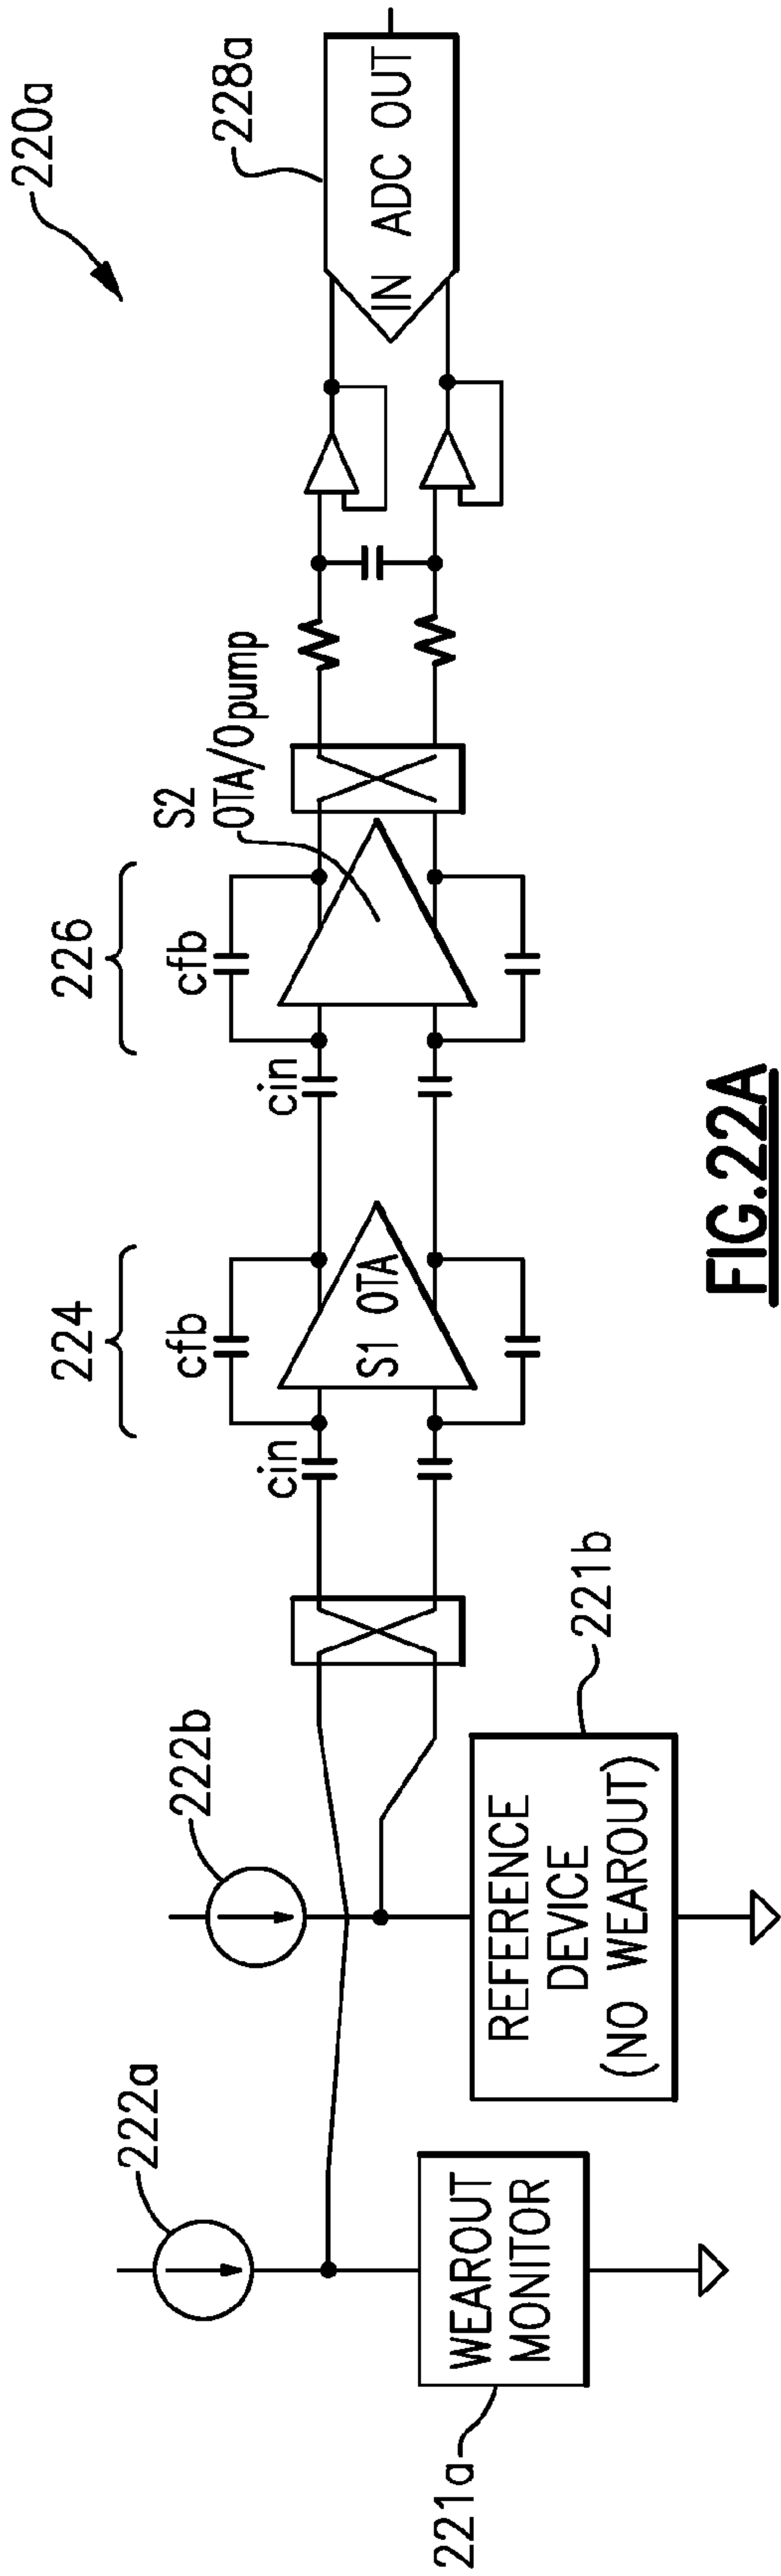 220a
224
226
228a
222a
222b
cfb
cfb
S2
OTA/Opump
cin
cin
S1 OTA
IN ADC OUT
WEAROUT
MONITOR
REFERENCE
DEVICE
(NO WEAROUT)
221a
221b
FIG.22A